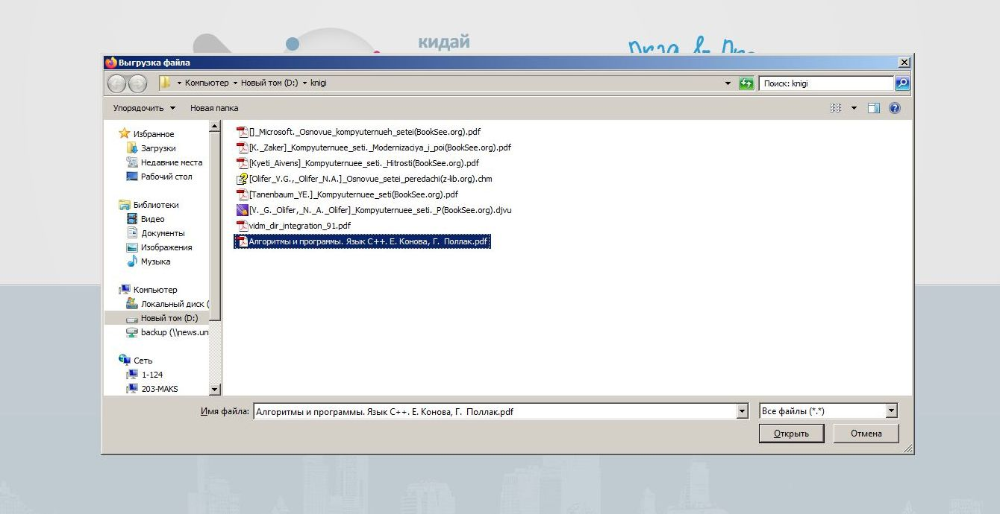 кидай
Drag & Dro
Выгрузка файла
Компьютер Новый том (D:) knigi
Поиск: knigi
Упорядочить Новая папка
Избранное
Загрузки
Недавние места
Рабочий стол
Библиотеки
Видео
Документы
Изображения
Музыка
Компьютер
Локальный диск (
Новый том (D:)
backup (\\news.un
Сеть
1-124
203-MAKS
[]_Microsoft._Osnovue_kompyuternueh_setei(BookSee.org).pdf
[K._Zaker]_Kompyuternuee_seti._Modernizaciya_i_poi(BookSee.org).pdf
[Kyeti_Aivens]_Kompyuternuee_seti._Hitrosti(BookSee.org).pdf
[Olifer_V.G.,_Olifer_N.A.]_Osnovue_setei_peredachi(z-lib.org).chm
[Tanenbaum_YE.]_Kompyuternuee_seti(BookSee.org).pdf
[V._G._Olifer,_N._A._Olifer]_Kompyuternuee_seti._P(BookSee.org).djvu
vidm_dir_integration_91.pdf
Алгоритмы и программы. Язык С++. Е. Конова, Г.  Поллак.pdf
Имя файла: Алгоритмы и программы. Язык С++. Е. Конова, Г.  Поллак.pdf
Все файлы (*.*)
Открыть Отмена